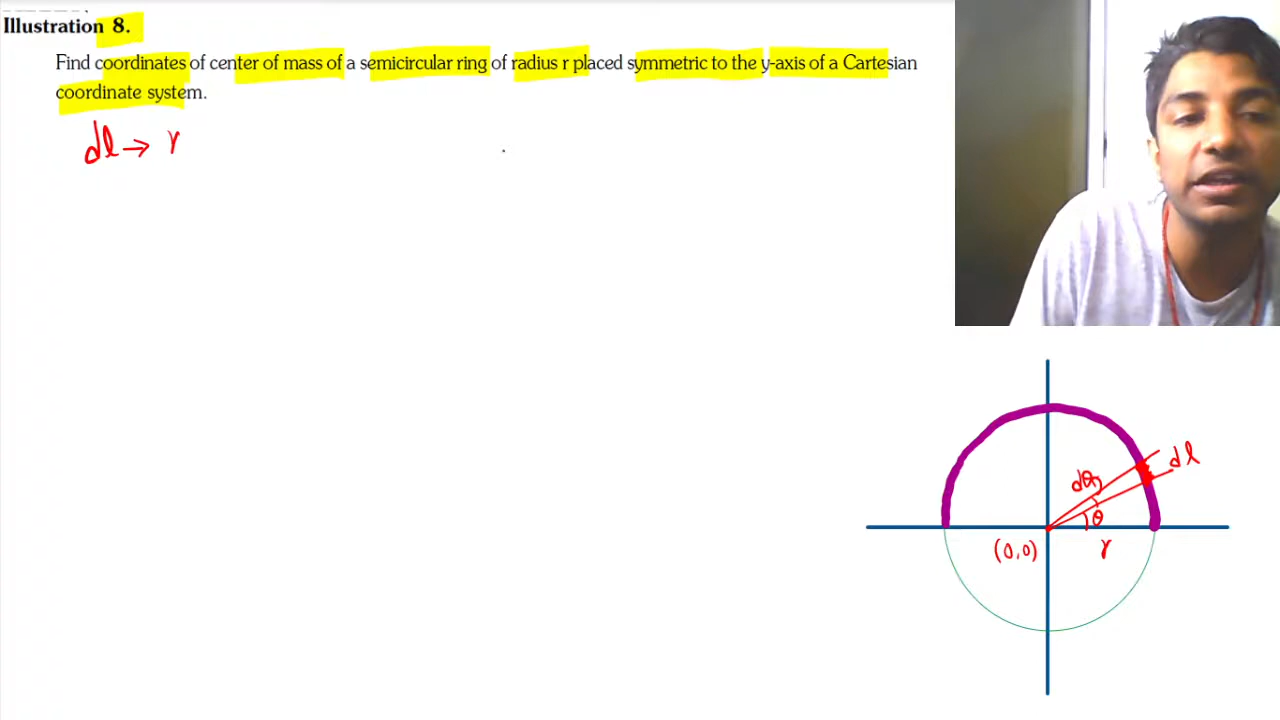 Illustration 8.
Find coordinates of center of mass of a semicircular ring of radius r placed symmetric to the y-axis of a Cartesian
coordinate system.
dl → r
dl
dθ
θ
(0,0)
r